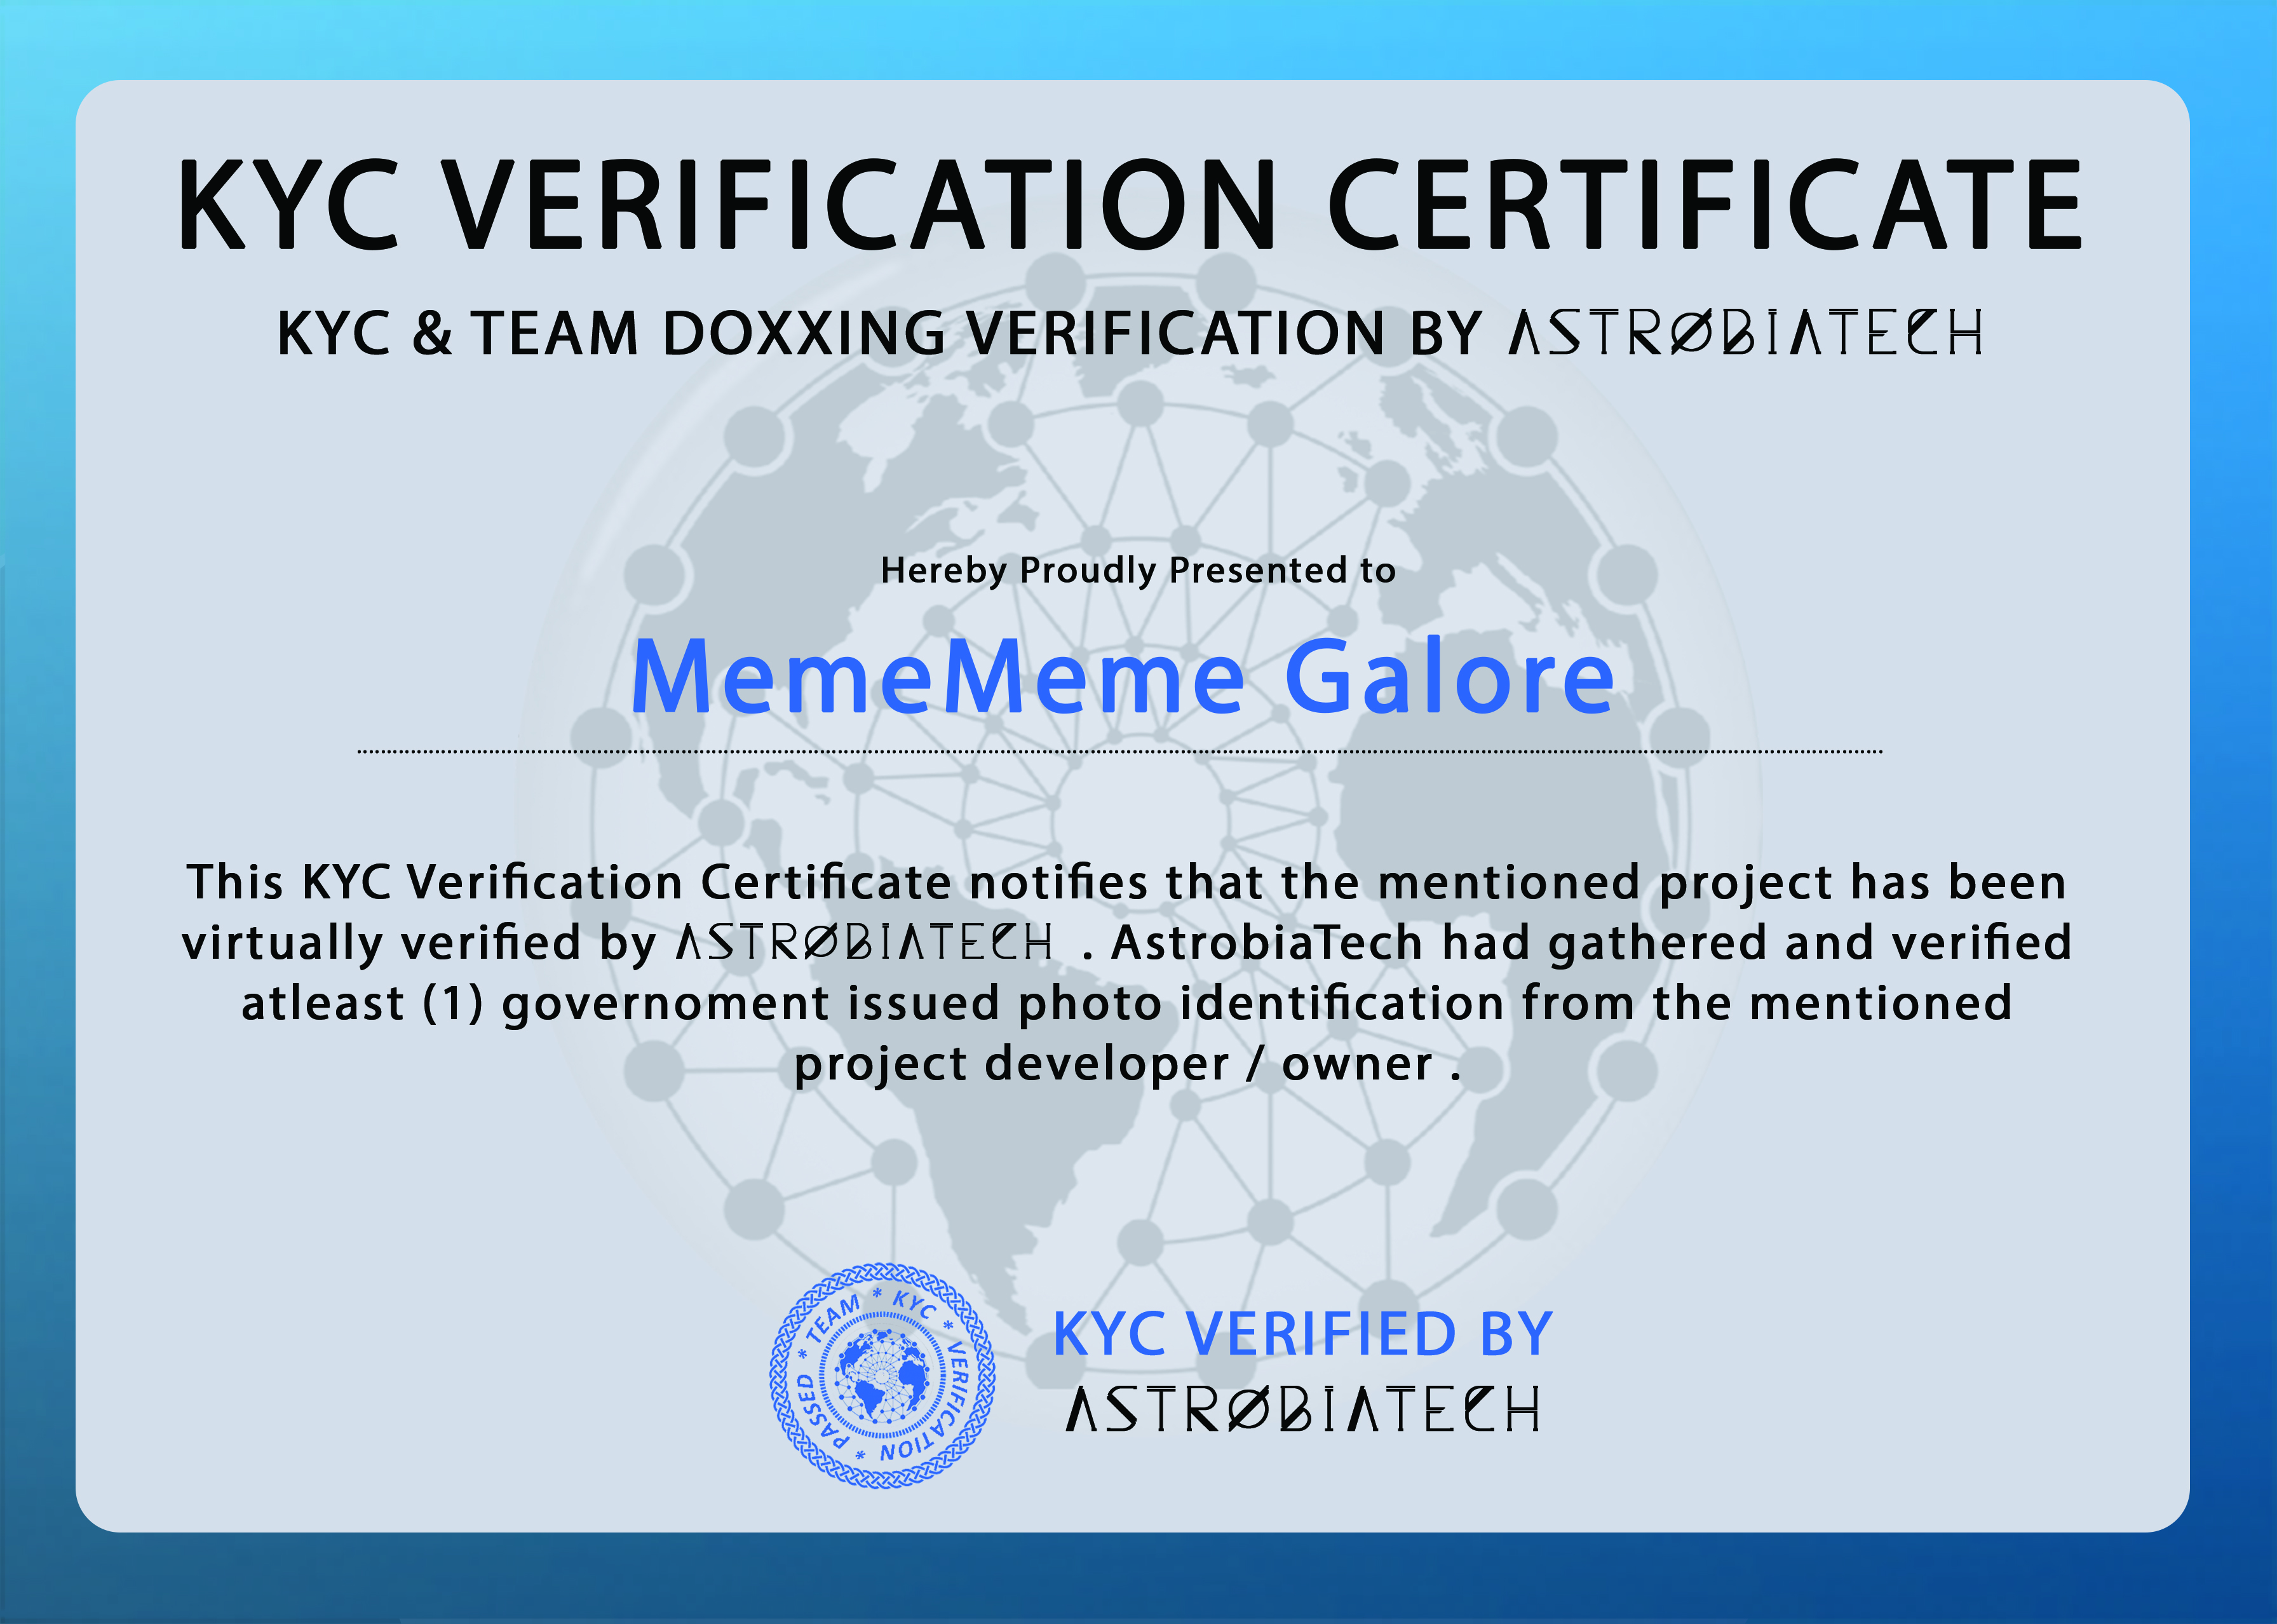 KYC VERIFICATION CERTIFICATE
KYC & TEAM DOXXING VERIFICATION BY ASTRØBIATECH
Hereby Proudly Presented to
MemeMeme Galore
This KYC Verification Certificate notifies that the mentioned project has been
virtually verified by ASTRØBIATECH . AstrobiaTech had gathered and verified
atleast (1) governoment issued photo identification from the mentioned
project developer / owner .
* TEAM * KYC * VERIFICATION * PASSED
KYC VERIFIED BY
ASTRØBIATECH